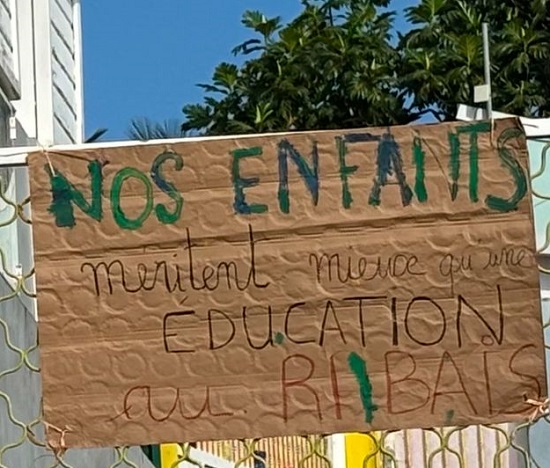 NOS ENFANTS
méritent mieux qu'une
ÉDUCATION
au RABAIS